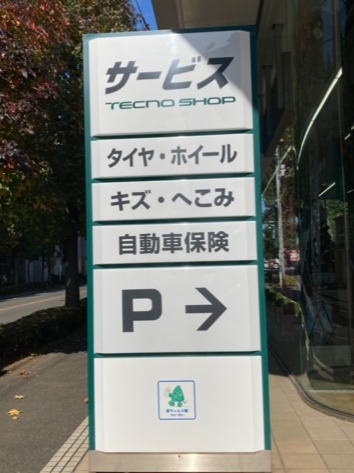 サービス
TECNO SHOP
タイヤ・ホイール
キズ・へこみ
自動車保険
P →